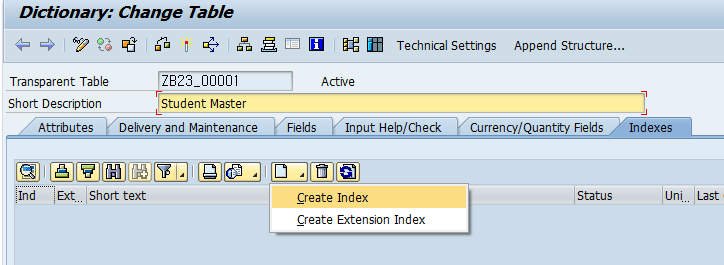 Dictionary: Change Table
Technical Settings Append Structure...
Transparent Table ZB23_00001 Active
Short Description Student Master
Attributes Delivery and Maintenance Fields Input Help/Check Currency/Quantity Fields Indexes
Ind Ext... Short text Status Uni... Last
Create Index
Create Extension Index